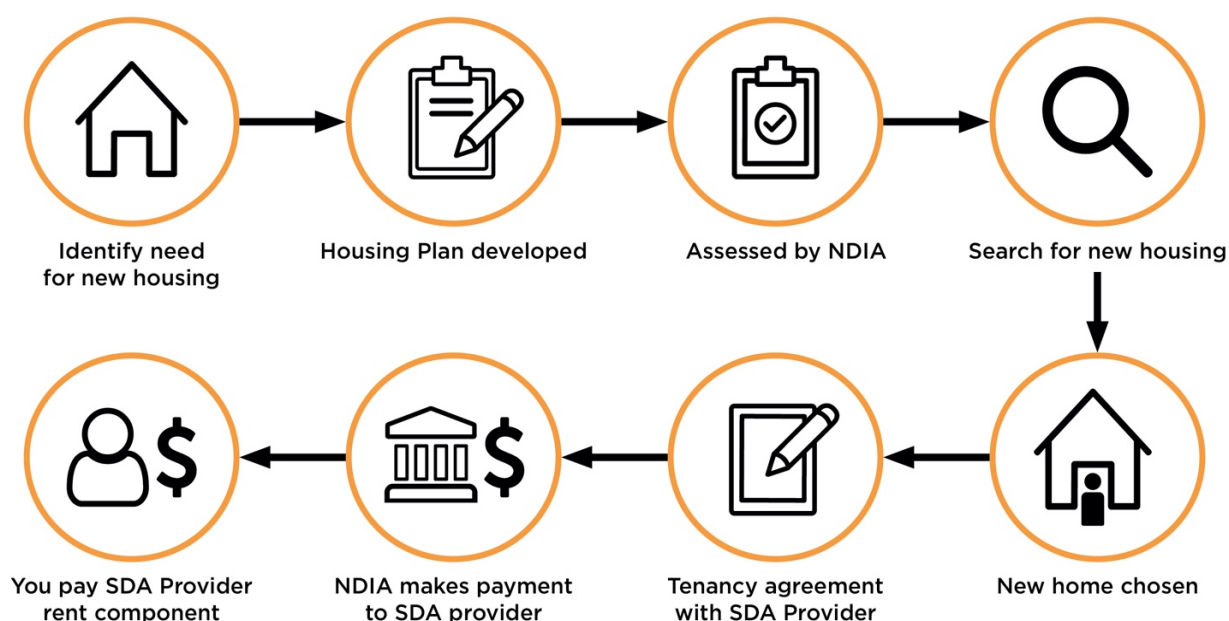 Identify need
for new housing
Housing Plan developed
Assessed by NDIA
Search for new housing
New home chosen
Tenancy agreement
with SDA Provider
$
NDIA makes payment
to SDA provider
$
You pay SDA Provider
rent component